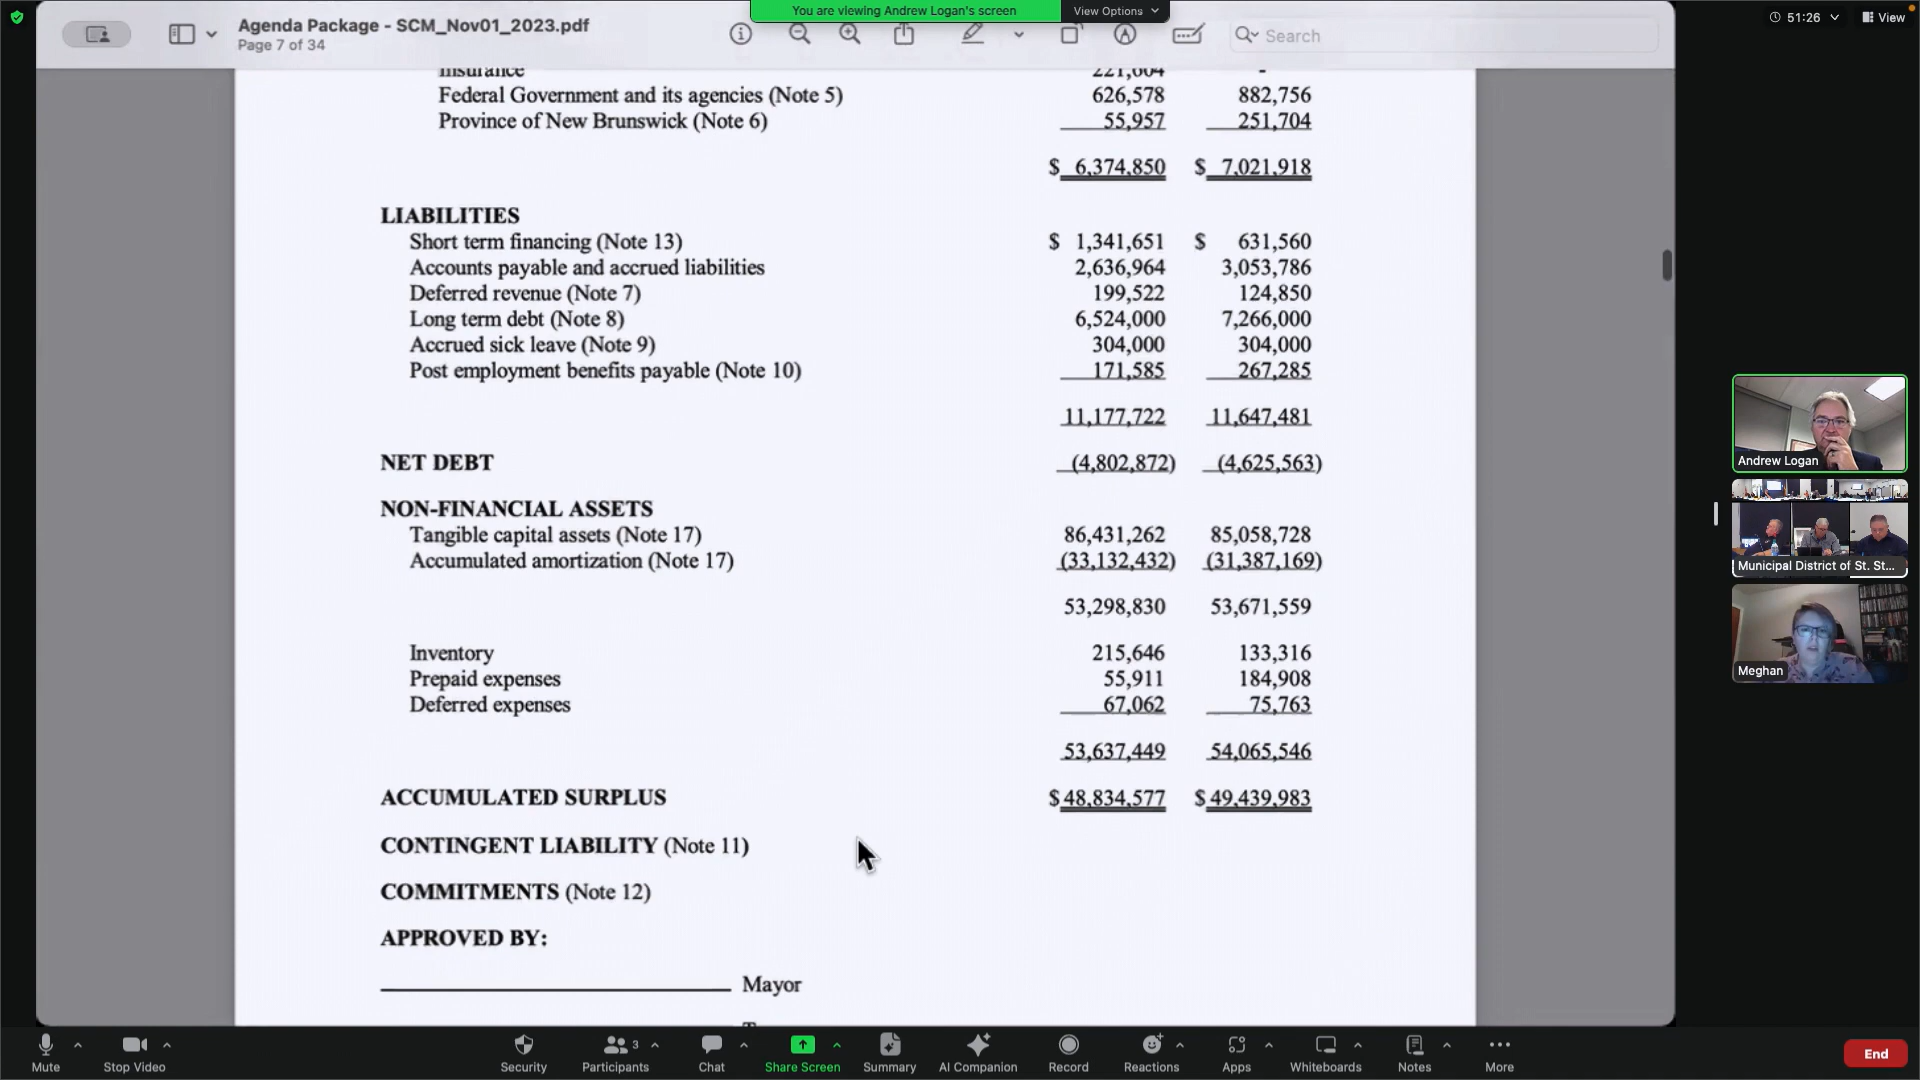 You are viewing Andrew Logan's screen
View Options
51:26
View
Agenda Package - SCM_Nov01_2023.pdf
Page 7 of 34
Search
Insurance 221,604 -
Federal Government and its agencies (Note 5) 626,578 882,756
Province of New Brunswick (Note 6) 55,957 251,704
$ 6,374,850 $ 7,021,918
LIABILITIES
Short term financing (Note 13) $ 1,341,651 $ 631,560
Accounts payable and accrued liabilities 2,636,964 3,053,786
Deferred revenue (Note 7) 199,522 124,850
Long term debt (Note 8) 6,524,000 7,266,000
Accrued sick leave (Note 9) 304,000 304,000
Post employment benefits payable (Note 10) 171,585 267,285
11,177,722 11,647,481
NET DEBT (4,802,872) (4,625,563)
NON-FINANCIAL ASSETS
Tangible capital assets (Note 17) 86,431,262 85,058,728
Accumulated amortization (Note 17) (33,132,432) (31,387,169)
53,298,830 53,671,559
Inventory 215,646 133,316
Prepaid expenses 55,911 184,908
Deferred expenses 67,062 75,763
53,637,449 54,065,546
ACCUMULATED SURPLUS $ 48,834,577 $ 49,439,983
CONTINGENT LIABILITY (Note 11)
COMMITMENTS (Note 12)
APPROVED BY:
Mayor
Andrew Logan
Municipal District of St. St...
Meghan
Mute
Stop Video
Security
Participants 3
Chat
Share Screen
Summary
AI Companion
Record
Reactions
Apps
Whiteboards
Notes
More
End